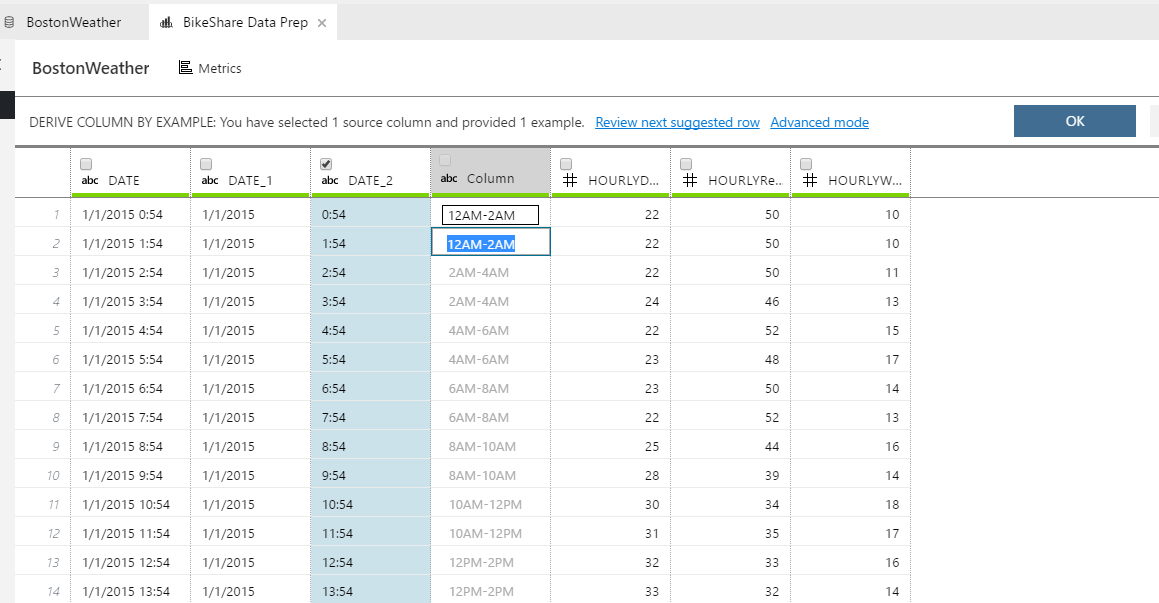 BostonWeather BikeShare Data Prep ×
BostonWeather Metrics
DERIVE COLUMN BY EXAMPLE: You have selected 1 source column and provided 1 example. Review next suggested row Advanced mode OK
abc DATE abc DATE_1 abc DATE_2 abc Column # HOURLYD... # HOURLYRe... # HOURLYW...
1 1/1/2015 0:54 1/1/2015 0:54 12AM-2AM 22 50 10
2 1/1/2015 1:54 1/1/2015 1:54 12AM-2AM 22 50 10
3 1/1/2015 2:54 1/1/2015 2:54 2AM-4AM 22 50 11
4 1/1/2015 3:54 1/1/2015 3:54 2AM-4AM 24 46 13
5 1/1/2015 4:54 1/1/2015 4:54 4AM-6AM 22 52 15
6 1/1/2015 5:54 1/1/2015 5:54 4AM-6AM 23 48 17
7 1/1/2015 6:54 1/1/2015 6:54 6AM-8AM 23 50 14
8 1/1/2015 7:54 1/1/2015 7:54 6AM-8AM 22 52 13
9 1/1/2015 8:54 1/1/2015 8:54 8AM-10AM 25 44 16
10 1/1/2015 9:54 1/1/2015 9:54 8AM-10AM 28 39 14
11 1/1/2015 10:54 1/1/2015 10:54 10AM-12PM 30 34 18
12 1/1/2015 11:54 1/1/2015 11:54 10AM-12PM 31 35 17
13 1/1/2015 12:54 1/1/2015 12:54 12PM-2PM 32 33 16
14 1/1/2015 13:54 1/1/2015 13:54 12PM-2PM 33 32 14